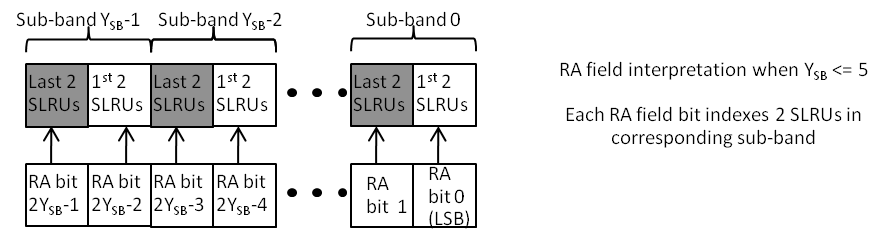 Sub-band Y_SB-1 Sub-band Y_SB-2 Sub-band 0
Last 2 1st 2 Last 2 1st 2 Last 2 1st 2
SLRUs SLRUs SLRUs SLRUs SLRUs SLRUs
RA bit RA bit RA bit RA bit RA RA
2Y_SB-1 2Y_SB-2 2Y_SB-3 2Y_SB-4 bit 1 bit 0
(LSB)
RA field interpretation when Y_SB <= 5
Each RA field bit indexes 2 SLRUs in
corresponding sub-band